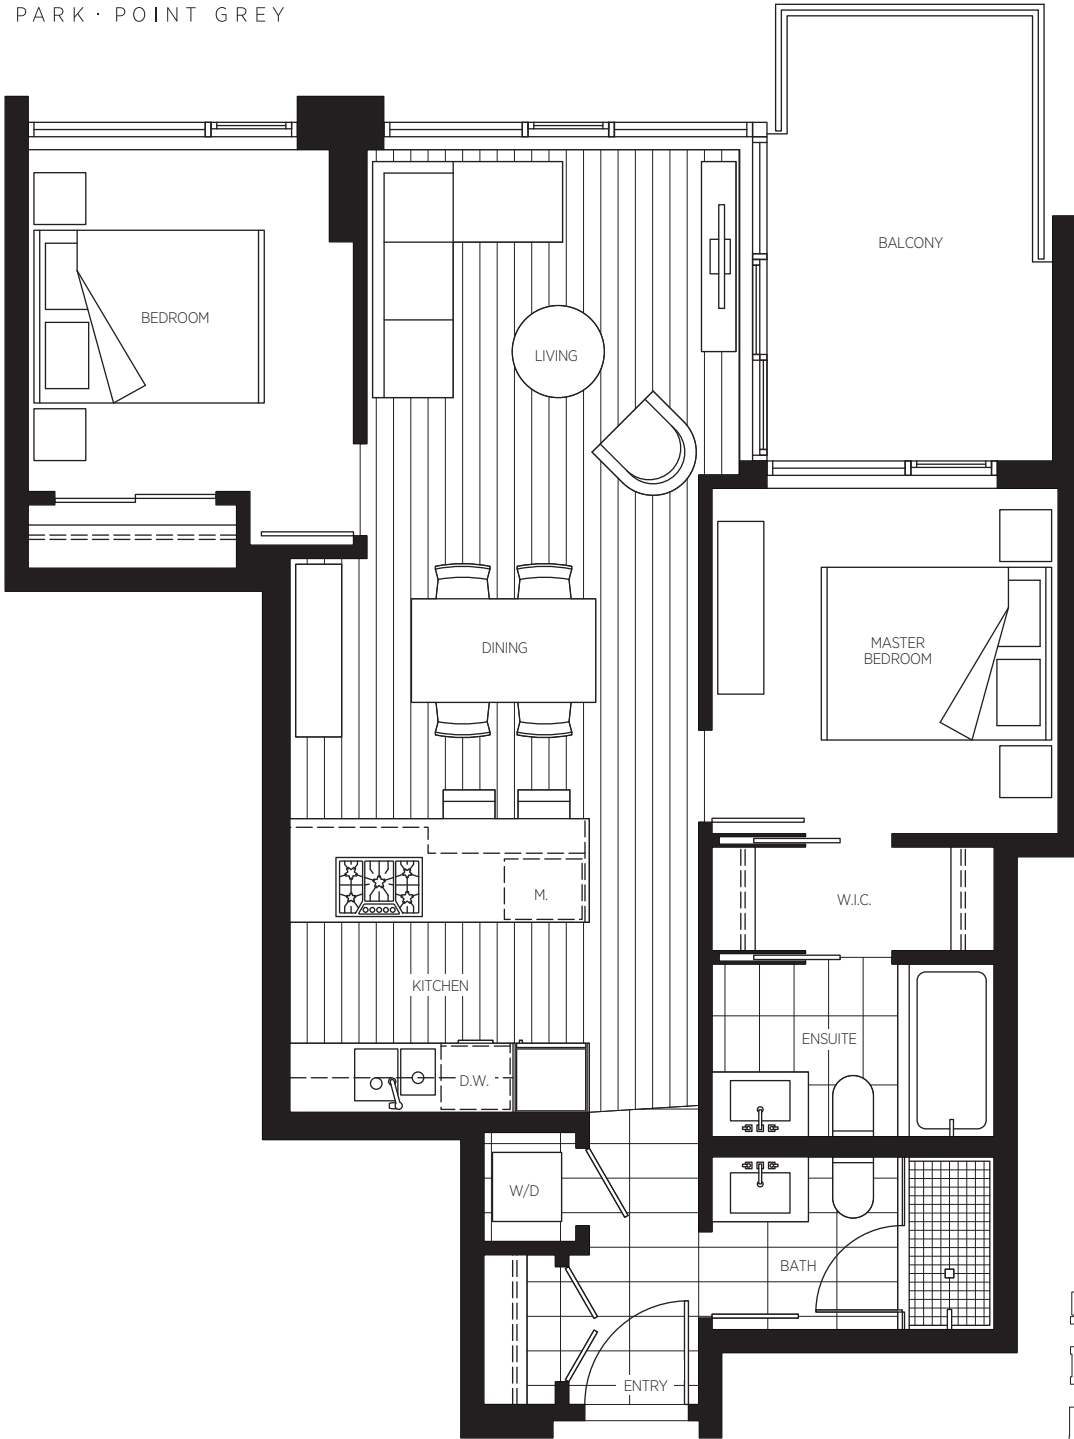 PARK · POINT GREY
BALCONY
BEDROOM
LIVING
DINING
MASTER
BEDROOM
M.
W.I.C.
KITCHEN
ENSUITE
D.W.
W/D
BATH
ENTRY